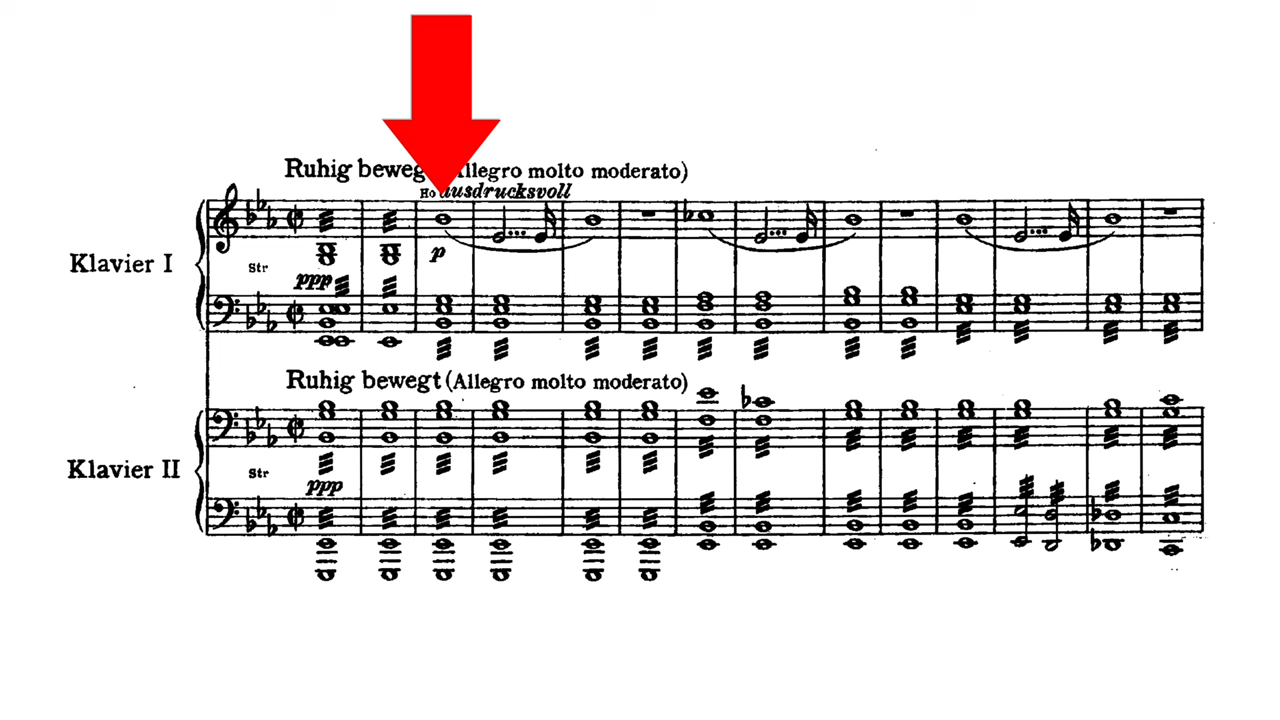 Ruhig beweg (Allegro molto moderato)
Ho ausdrucksvoll
Klavier I
p
Str
ppp
Ruhig bewegt (Allegro molto moderato)
Klavier II
Str
ppp